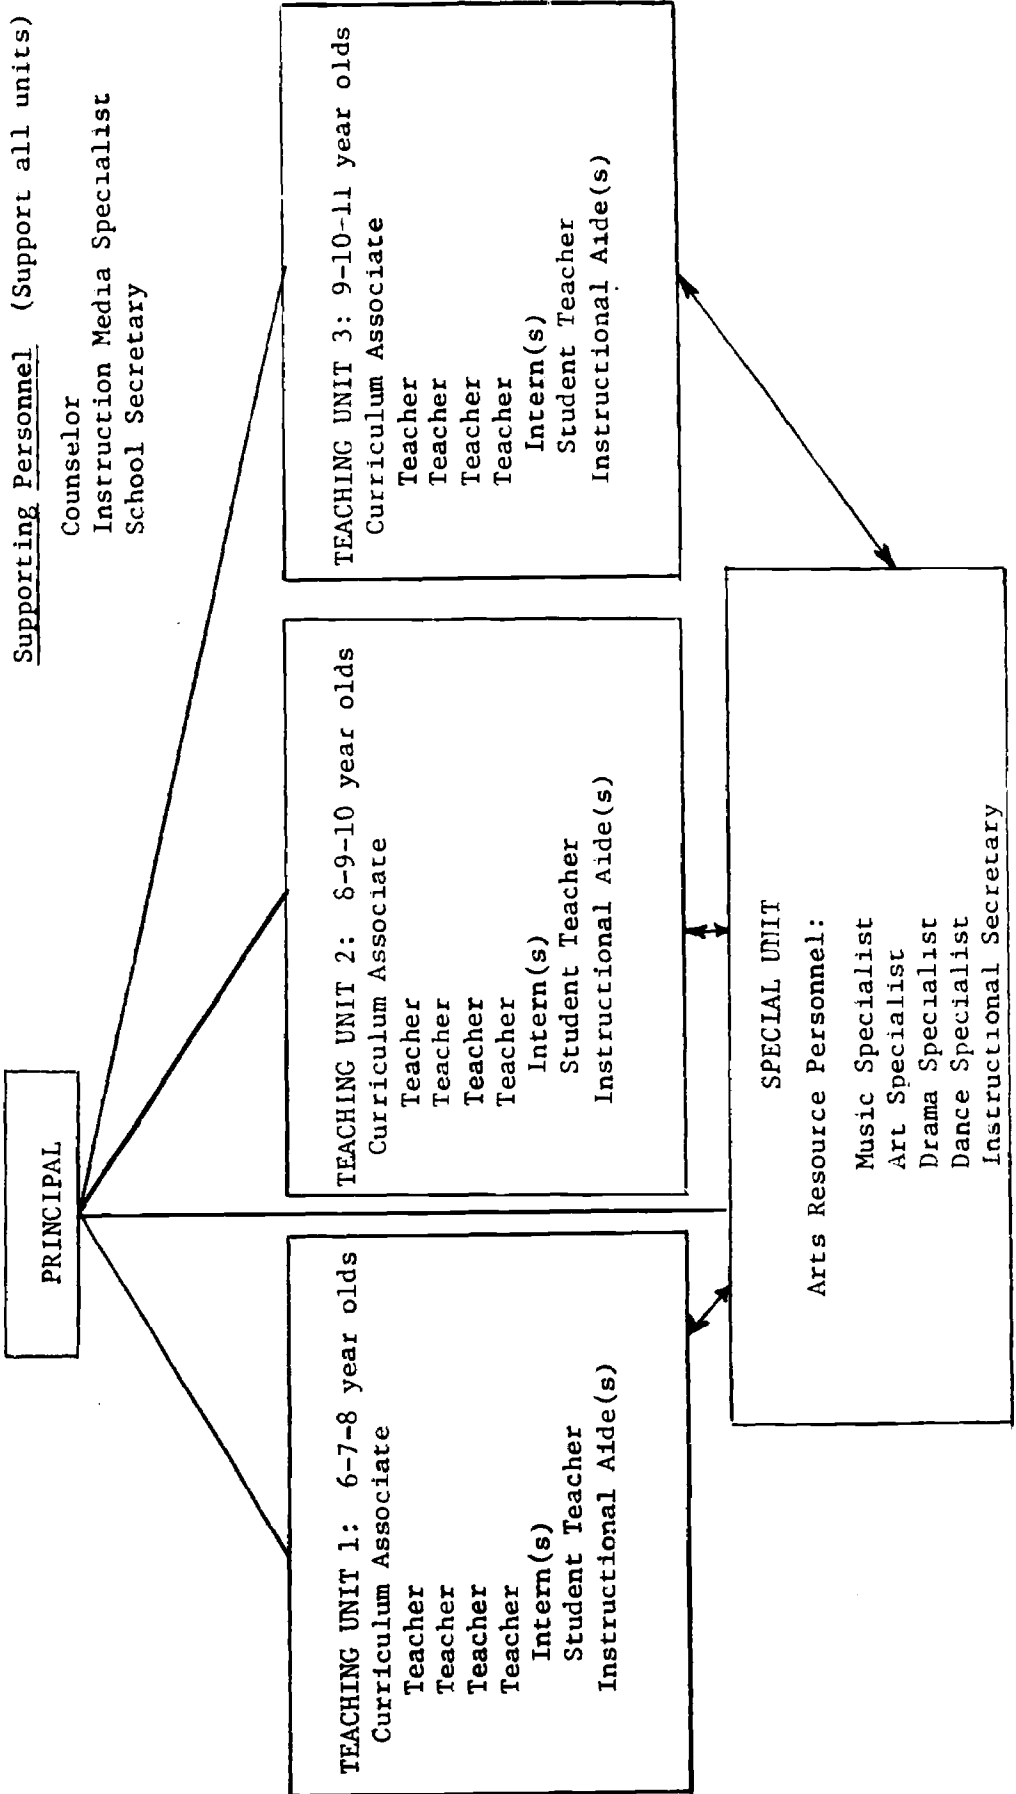 Supporting Personnel (Support all units)
Counselor
Instruction Media Specialist
School Secretary
PRINCIPAL
TEACHING UNIT 1: 6-7-8 year olds
Curriculum Associate
Teacher
Teacher
Teacher
Teacher
Intern(s)
Student Teacher
Instructional Aide(s)
TEACHING UNIT 2: 8-9-10 year olds
Curriculum Associate
Teacher
Teacher
Teacher
Teacher
Intern(s)
Student Teacher
Instructional Aide(s)
TEACHING UNIT 3: 9-10-11 year olds
Curriculum Associate
Teacher
Teacher
Teacher
Teacher
Intern(s)
Student Teacher
Instructional Aide(s)
SPECIAL UNIT
Arts Resource Personnel:
Music Specialist
Art Specialist
Drama Specialist
Dance Specialist
Instructional Secretary